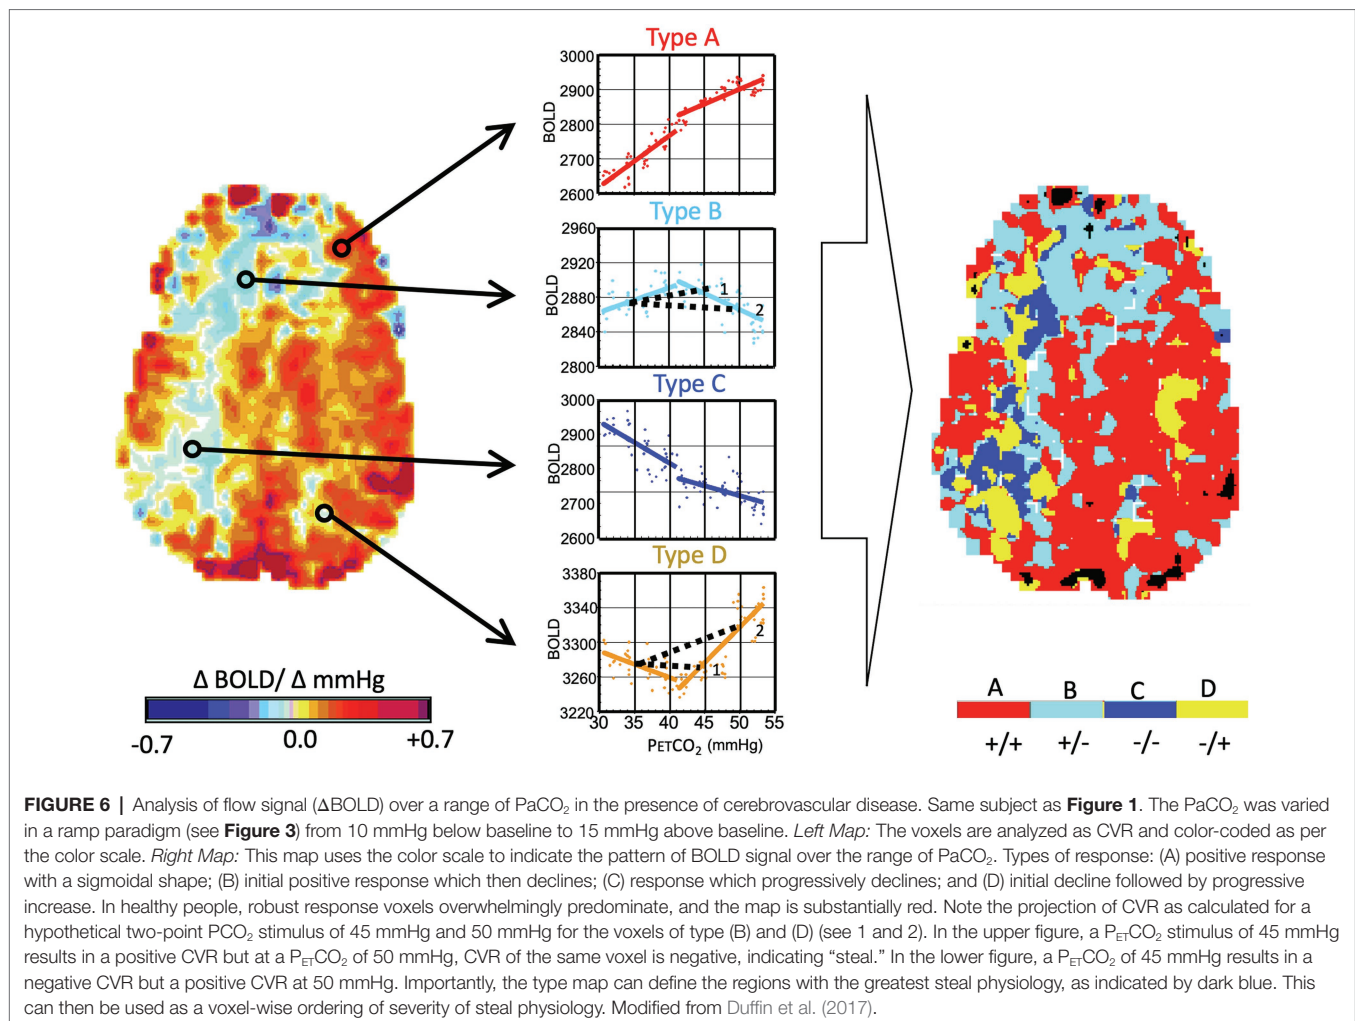 Type A
3000
2900
2800
2700
2600
BOLD
Type B
2960
2920
2880
2840
2800
BOLD
1
2
Type C
3000
2900
2800
2700
2600
BOLD
Type D
3380
3340
3300
3260
3220
BOLD
2
1
30 35 40 45 50 55
PETCO₂ (mmHg)
Δ BOLD/ Δ mmHg
-0.7 0.0 +0.7
A B C D
+/+ +/- -/- -/+
FIGURE 6 | Analysis of flow signal (ΔBOLD) over a range of PaCO₂ in the presence of cerebrovascular disease. Same subject as Figure 1. The PaCO₂ was varied
in a ramp paradigm (see Figure 3) from 10 mmHg below baseline to 15 mmHg above baseline. Left Map: The voxels are analyzed as CVR and color-coded as per
the color scale. Right Map: This map uses the color scale to indicate the pattern of BOLD signal over the range of PaCO₂. Types of response: (A) positive response
with a sigmoidal shape; (B) initial positive response which then declines; (C) response which progressively declines; and (D) initial decline followed by progressive
increase. In healthy people, robust response voxels overwhelmingly predominate, and the map is substantially red. Note the projection of CVR as calculated for a
hypothetical two-point PCO₂ stimulus of 45 mmHg and 50 mmHg for the voxels of type (B) and (D) (see 1 and 2). In the upper figure, a PETCO₂ stimulus of 45 mmHg
results in a positive CVR but at a PETCO₂ of 50 mmHg, CVR of the same voxel is negative, indicating “steal.” In the lower figure, a PETCO₂ of 45 mmHg results in a
negative CVR but a positive CVR at 50 mmHg. Importantly, the type map can define the regions with the greatest steal physiology, as indicated by dark blue. This
can then be used as a voxel-wise ordering of severity of steal physiology. Modified from Duffin et al. (2017).